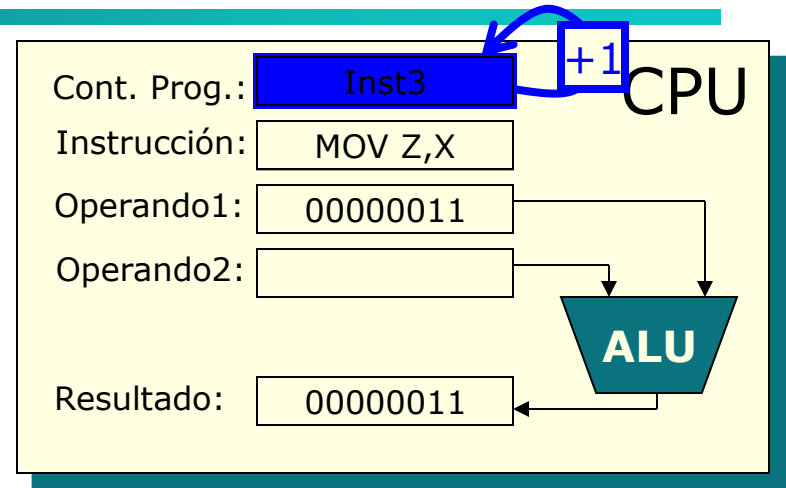 +1
CPU
Cont. Prog.: Inst3
Instrucción: MOV Z,X
Operando1: 00000011
Operando2:
ALU
Resultado: 00000011